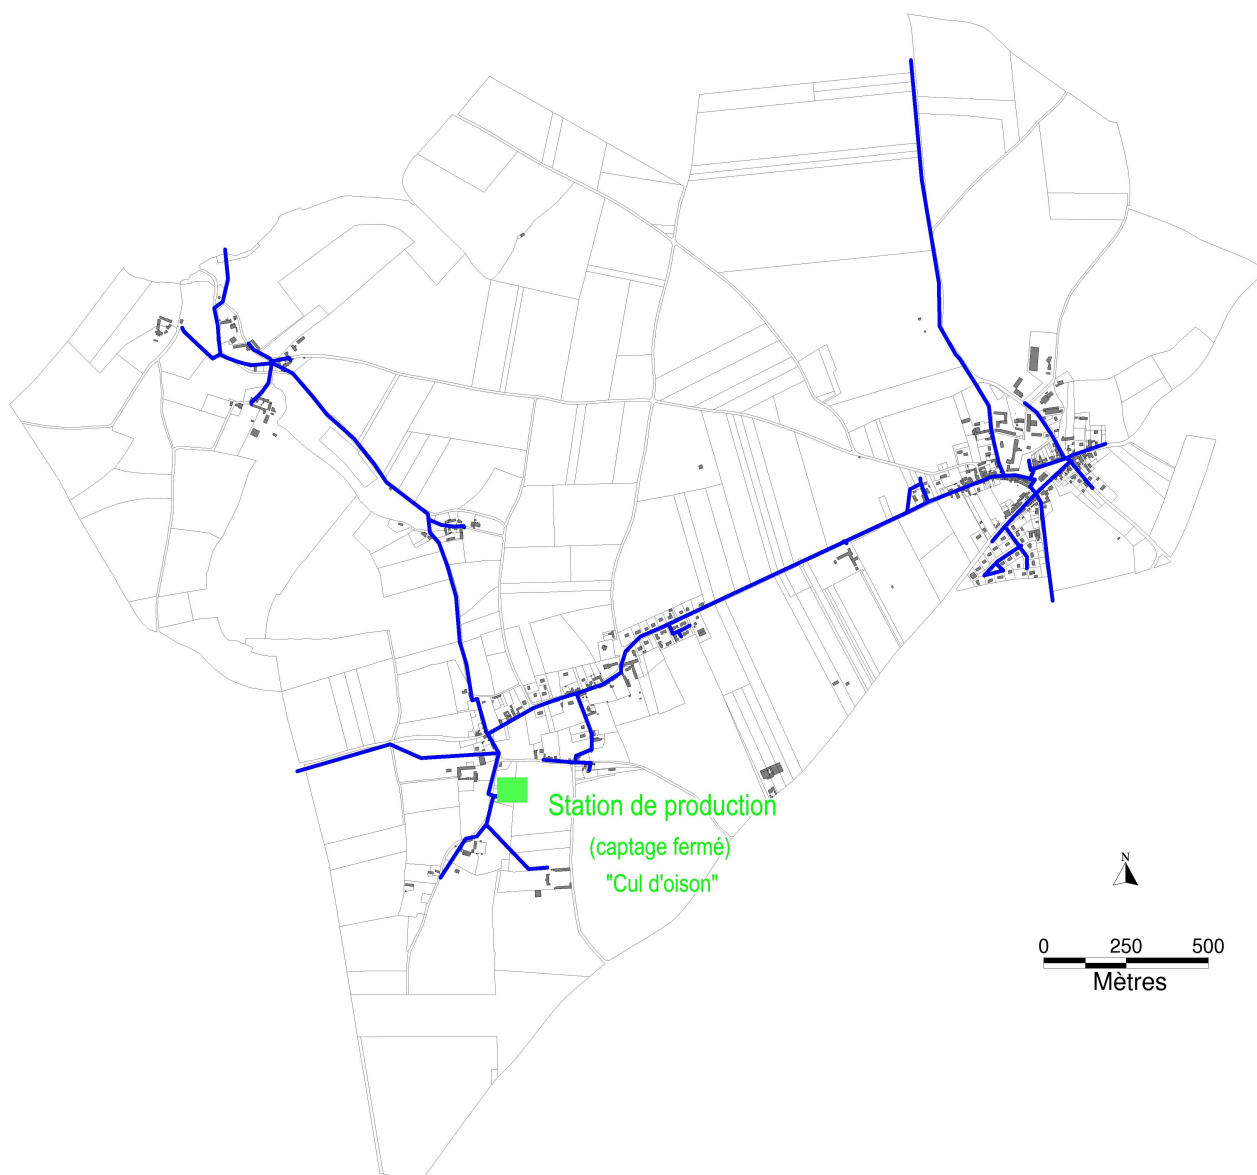 Station de production
(captage fermé)
"Cul d'oison"
N
0 250 500
Mètres